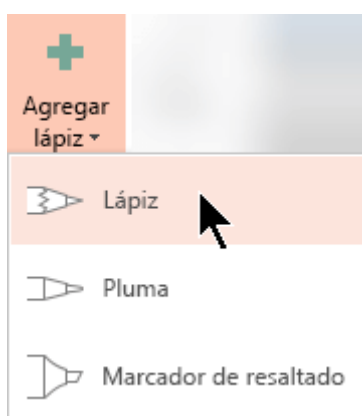 Agregar
lápiz
Lápiz
Pluma
Marcador de resaltado